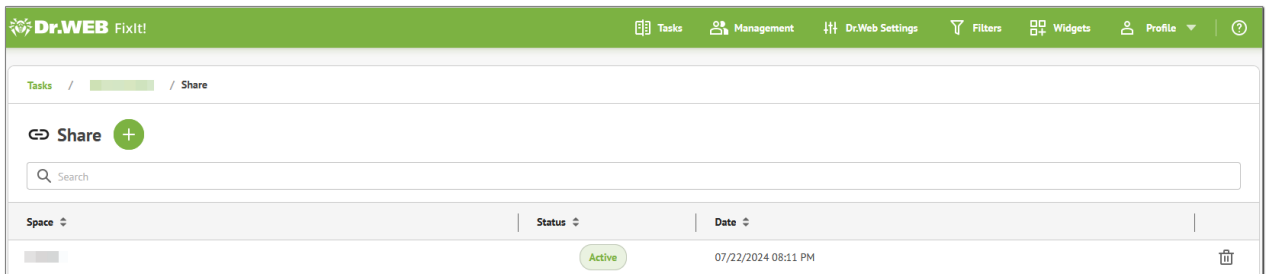 Dr.WEB FixIt! Tasks Management Dr.Web Settings Filters Widgets Profile
Tasks / / Share
Share
Search
Space Status Date
Active 07/22/2024 08:11 PM